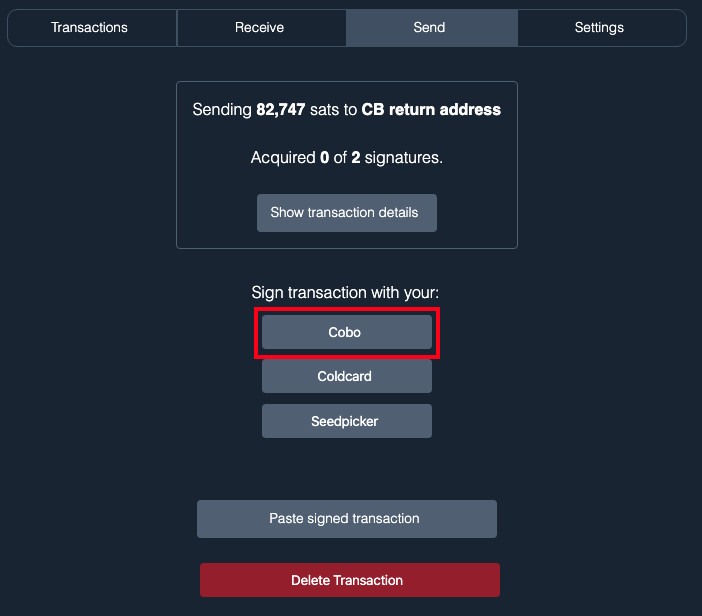 Transactions
Receive
Send
Settings
Sending 82,747 sats to CB return address
Acquired 0 of 2 signatures.
Show transaction details
Sign transaction with your:
Cobo
Coldcard
Seedpicker
Paste signed transaction
Delete Transaction